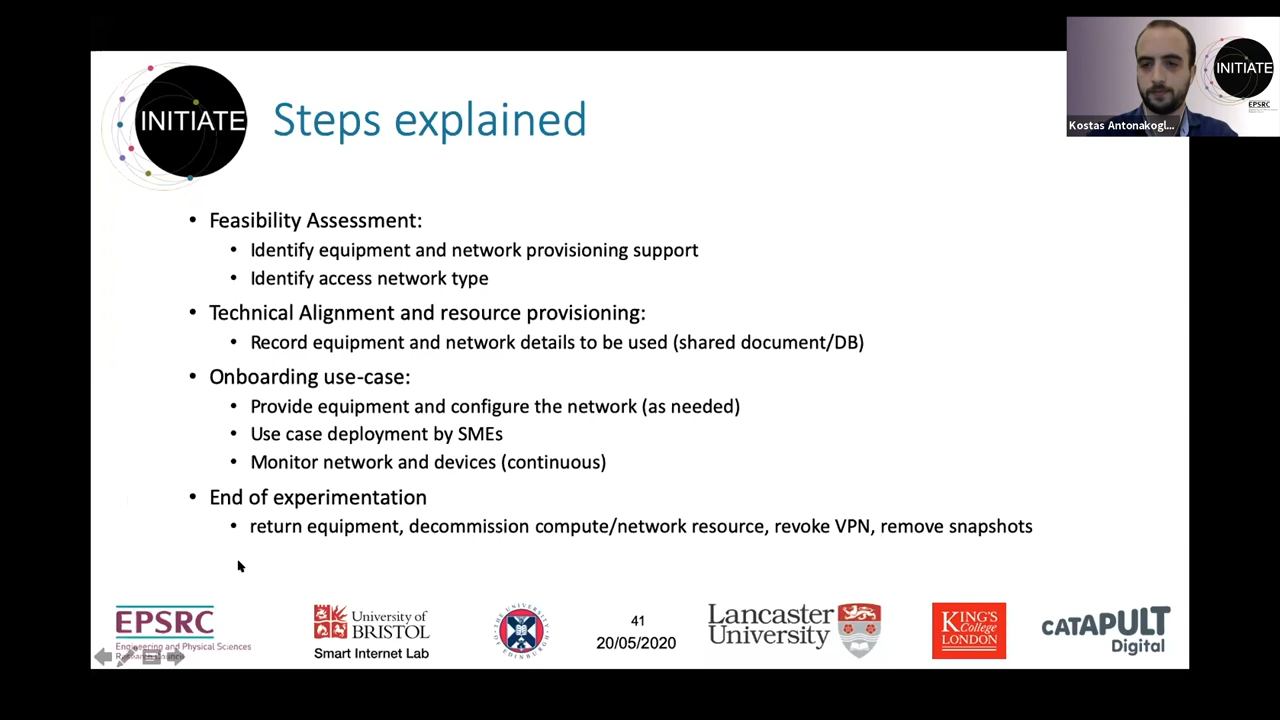 INITIATE
Steps explained
INITIATE
EPSRC
Kostas Antonakogl...
• Feasibility Assessment:
• Identify equipment and network provisioning support
• Identify access network type
• Technical Alignment and resource provisioning:
• Record equipment and network details to be used (shared document/DB)
• Onboarding use-case:
• Provide equipment and configure the network (as needed)
• Use case deployment by SMEs
• Monitor network and devices (continuous)
• End of experimentation
• return equipment, decommission compute/network resource, revoke VPN, remove snapshots
EPSRC
Engineering and Physical Sciences
Research Council
University of
BRISTOL
Smart Internet Lab
41
20/05/2020
Lancaster
University
KING'S
College
LONDON
CATAPULT
Digital